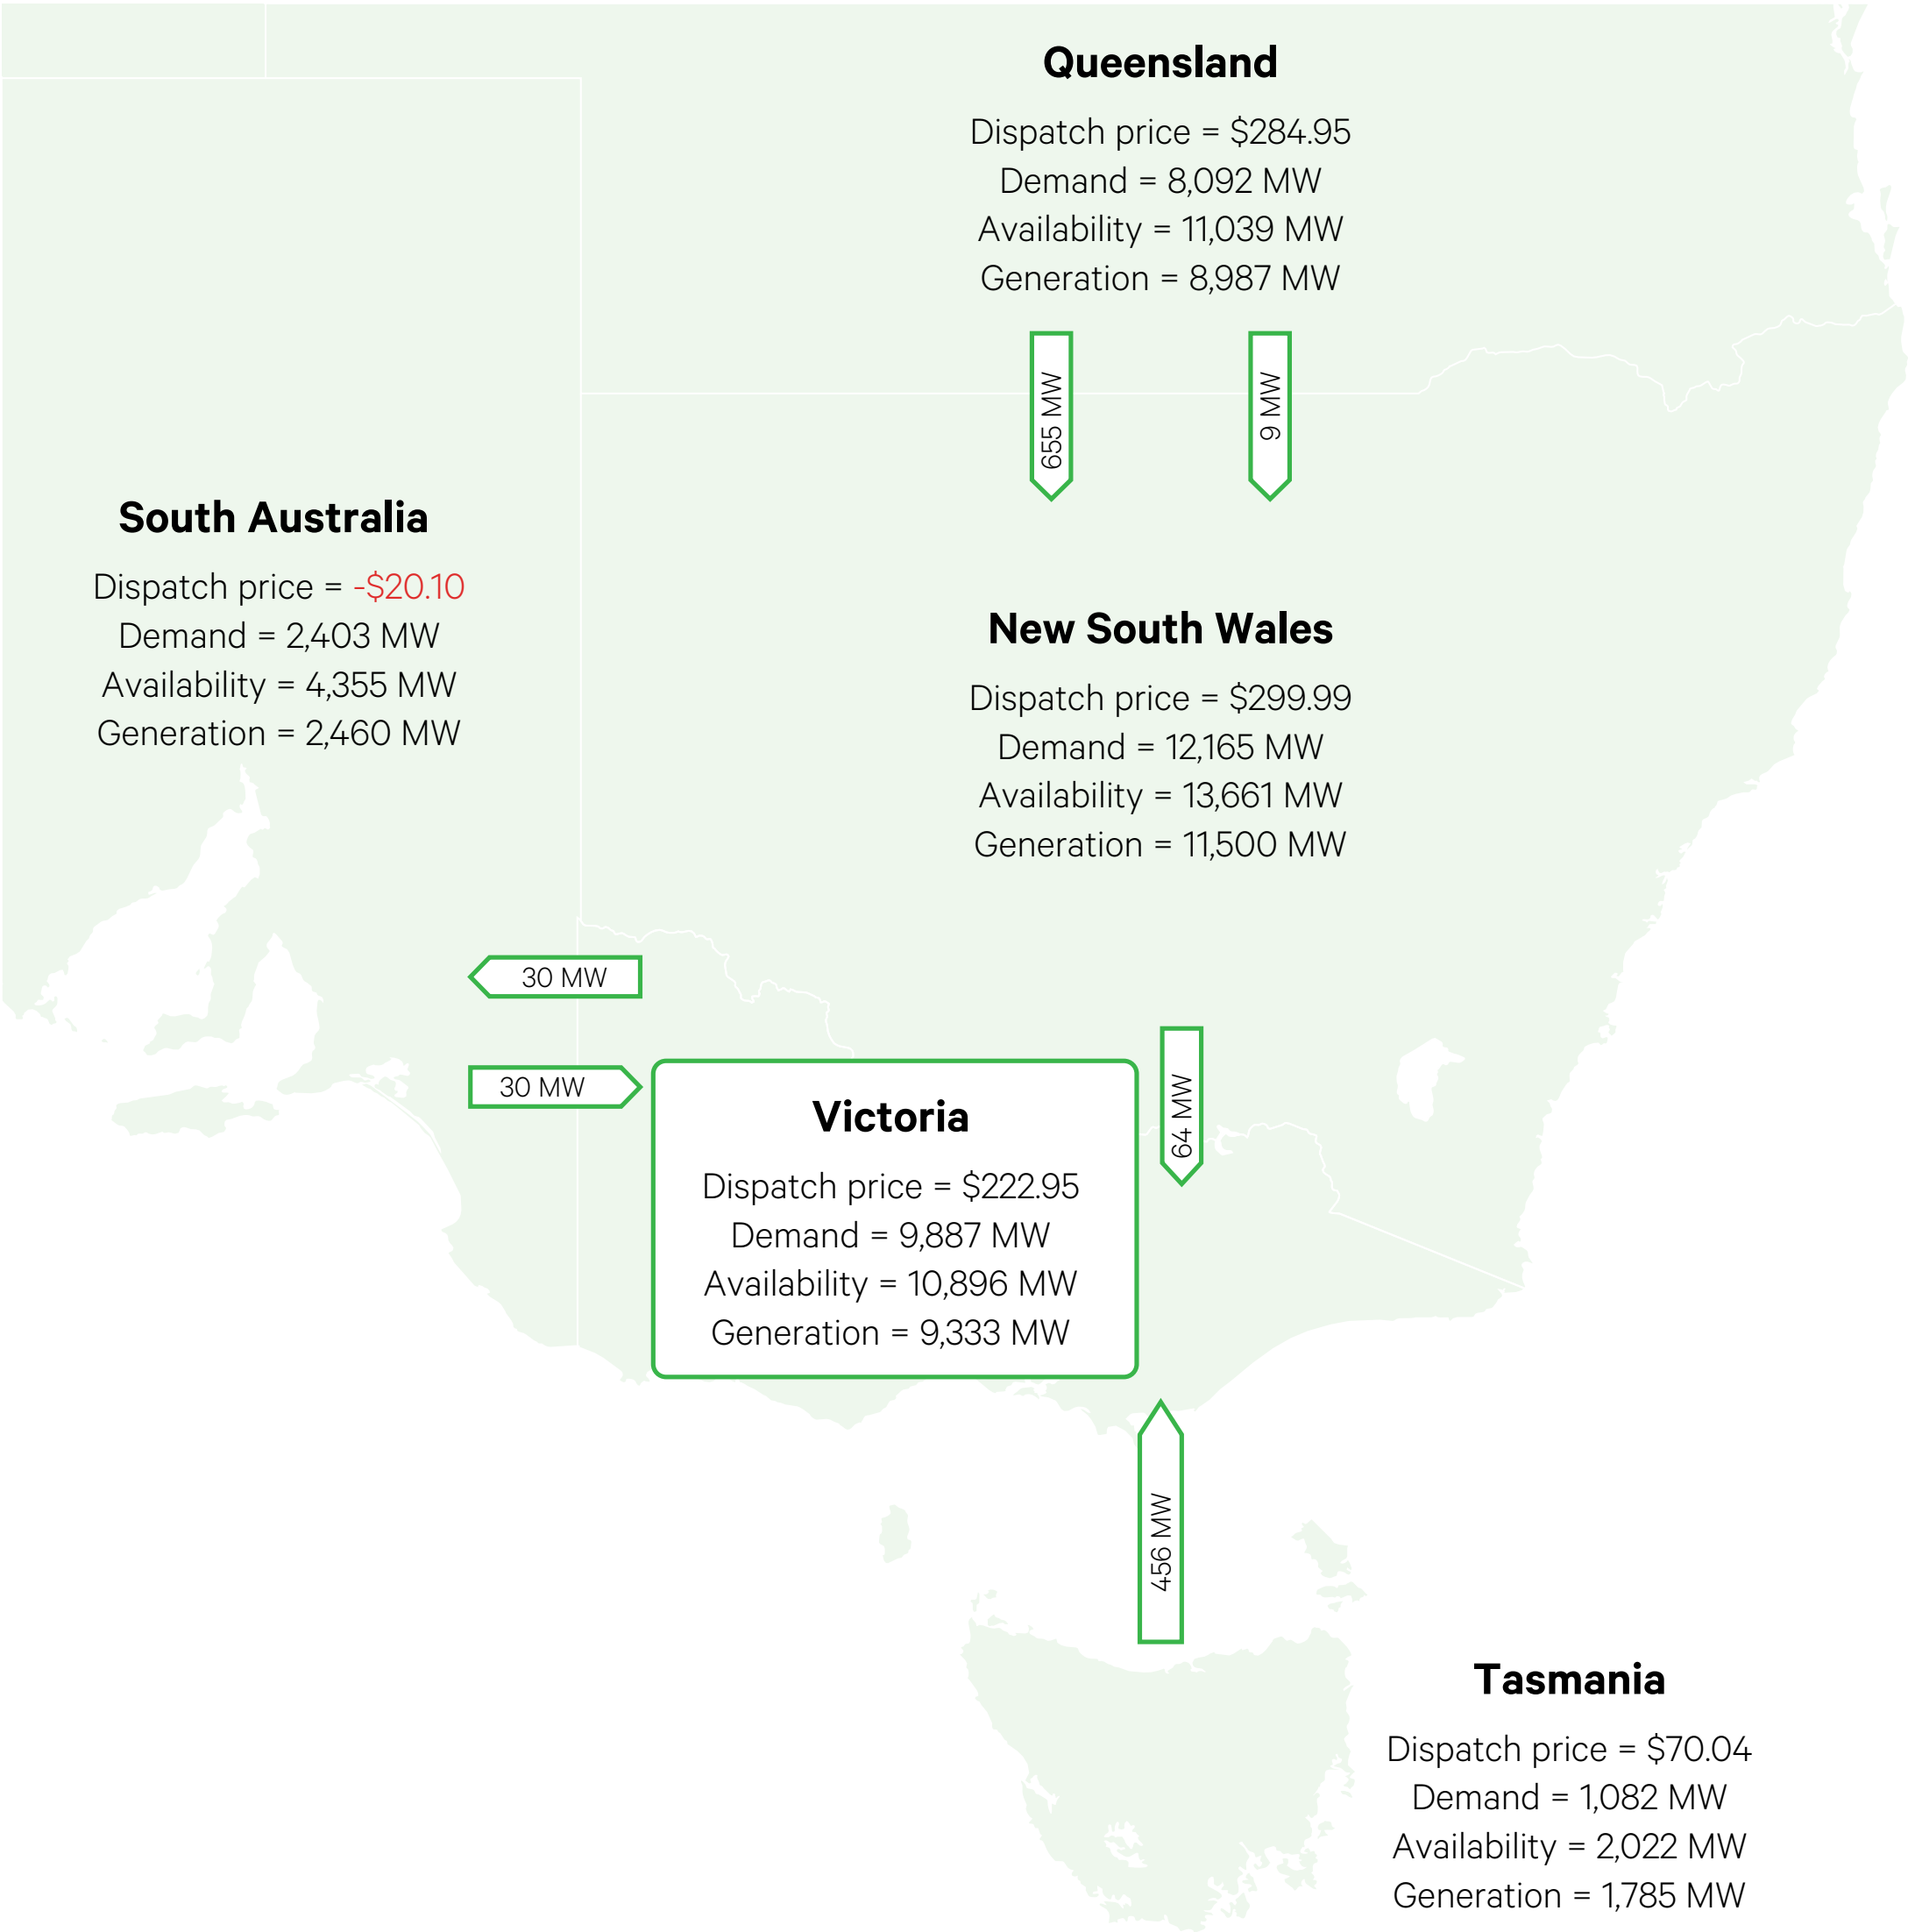 Queensland
Dispatch price = $284.95
Demand = 8,092 MW
Availability = 11,039 MW
Generation = 8,987 MW
655 MW
9 MW
South Australia
Dispatch price = -$20.10
Demand = 2,403 MW
Availability = 4,355 MW
Generation = 2,460 MW
New South Wales
Dispatch price = $299.99
Demand = 12,165 MW
Availability = 13,661 MW
Generation = 11,500 MW
30 MW
30 MW
64 MW
Victoria
Dispatch price = $222.95
Demand = 9,887 MW
Availability = 10,896 MW
Generation = 9,333 MW
456 MW
Tasmania
Dispatch price = $70.04
Demand = 1,082 MW
Availability = 2,022 MW
Generation = 1,785 MW